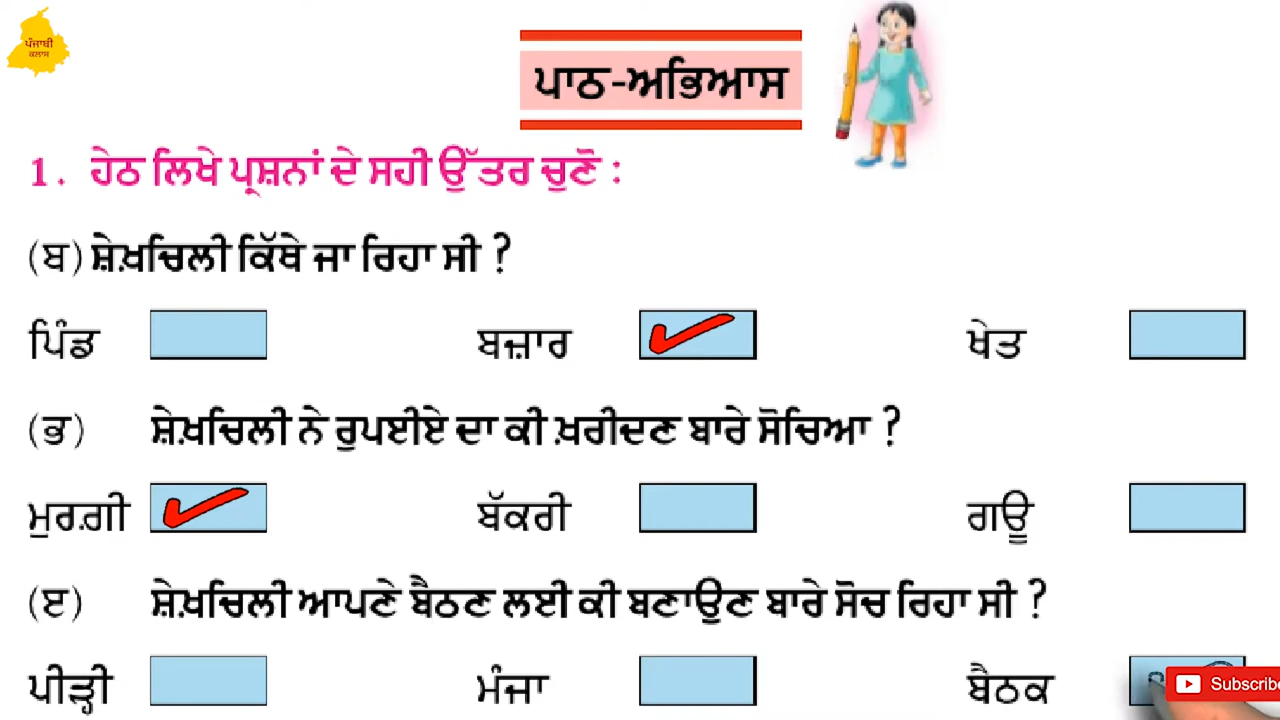 ਪੰਜਾਬੀ
ਕਲਾਸ
ਪਾਠ-ਅਭਿਆਸ
1. ਹੇਠ ਲਿਖੇ ਪ੍ਰਸ਼ਨਾਂ ਦੇ ਸਹੀ ਉੱਤਰ ਚੁਣੋ :
(ਬ) ਸ਼ੇਖ਼ਚਿਲੀ ਕਿੱਥੇ ਜਾ ਰਿਹਾ ਸੀ ?
ਪਿੰਡ ਬਜ਼ਾਰ ਖੇਤ
(ਭ) ਸ਼ੇਖ਼ਚਿਲੀ ਨੇ ਰੁਪਈਏ ਦਾ ਕੀ ਖ਼ਰੀਦਣ ਬਾਰੇ ਸੋਚਿਆ ?
ਮੁਰਗ਼ੀ ਬੱਕਰੀ ਗਊ
(ੲ) ਸ਼ੇਖ਼ਚਿਲੀ ਆਪਣੇ ਬੈਠਣ ਲਈ ਕੀ ਬਣਾਉਣ ਬਾਰੇ ਸੋਚ ਰਿਹਾ ਸੀ ?
ਪੀੜ੍ਹੀ ਮੰਜਾ ਬੈਠਕ
Subscribe